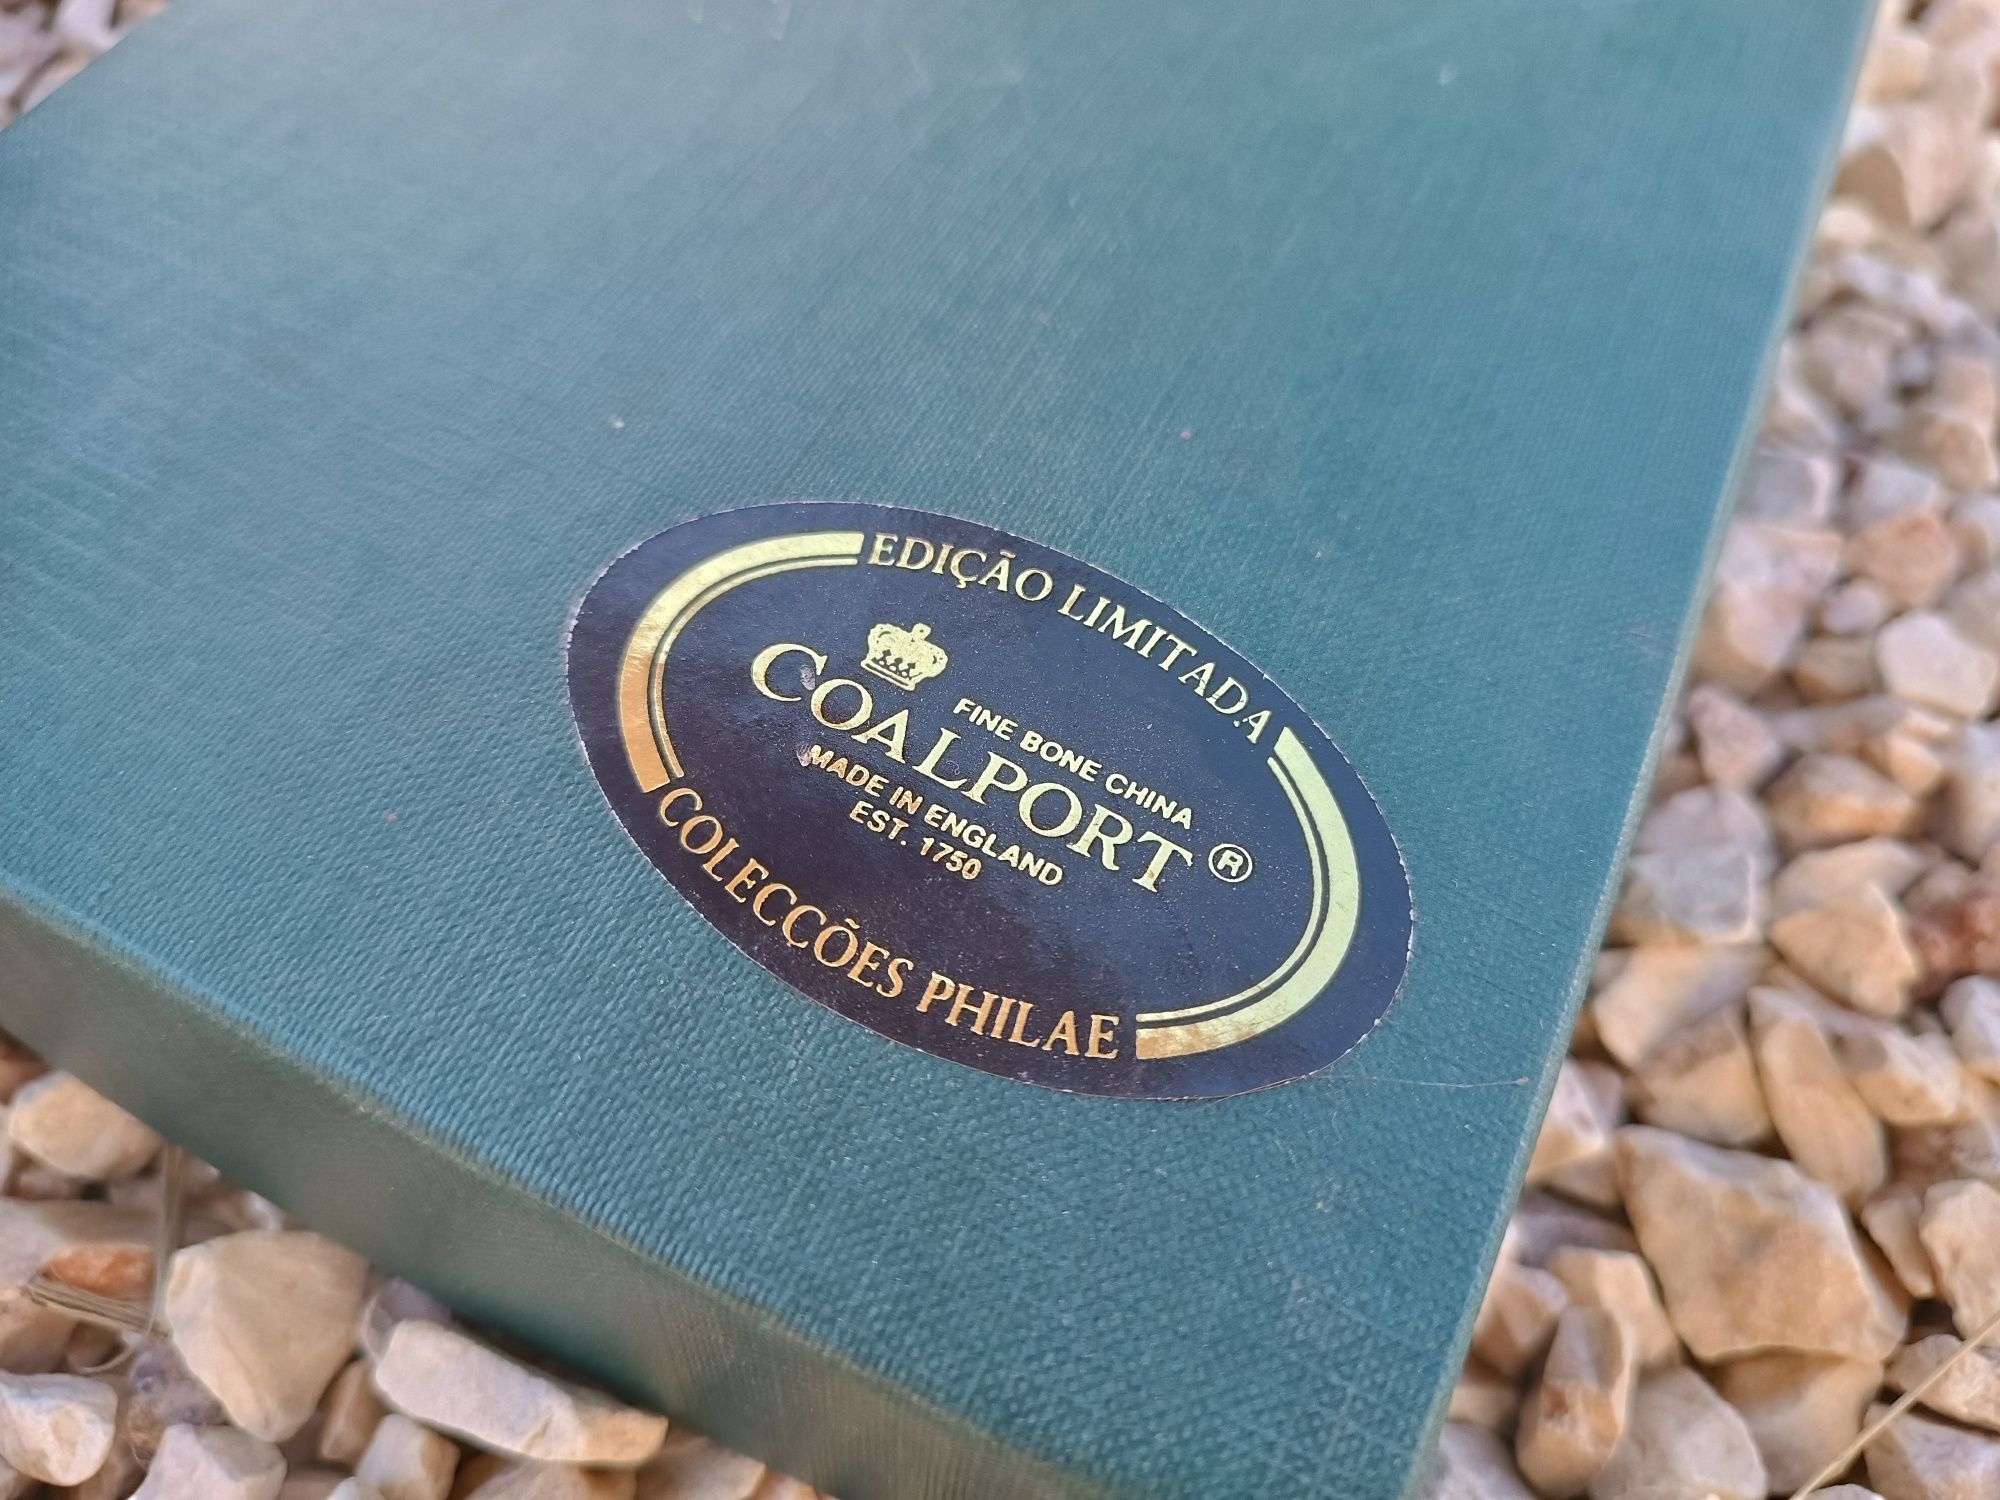 EDIÇÃO LIMITADA
FINE BONE CHINA
COALPORT ®
MADE IN ENGLAND
EST. 1750
COLECÇÕES PHILAE